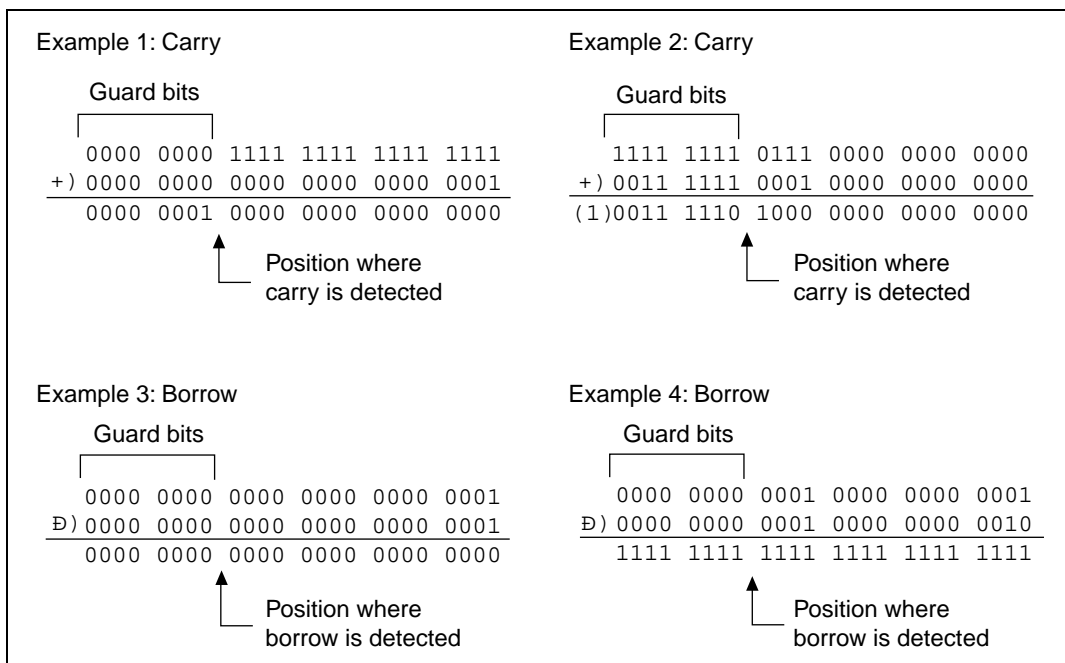 Example 1: Carry
Guard bits
0000 0000 1111 1111 1111 1111
+) 0000 0000 0000 0000 0000 0001
0000 0001 0000 0000 0000 0000
Position where
carry is detected
Example 2: Carry
Guard bits
1111 1111 0111 0000 0000 0000
+) 0011 1111 0001 0000 0000 0000
(1)0011 1110 1000 0000 0000 0000
Position where
carry is detected
Example 3: Borrow
Guard bits
0000 0000 0000 0000 0000 0001
Đ) 0000 0000 0000 0000 0000 0001
0000 0000 0000 0000 0000 0000
Position where
borrow is detected
Example 4: Borrow
Guard bits
0000 0000 0001 0000 0000 0001
Đ) 0000 0000 0001 0000 0000 0010
1111 1111 1111 1111 1111 1111
Position where
borrow is detected